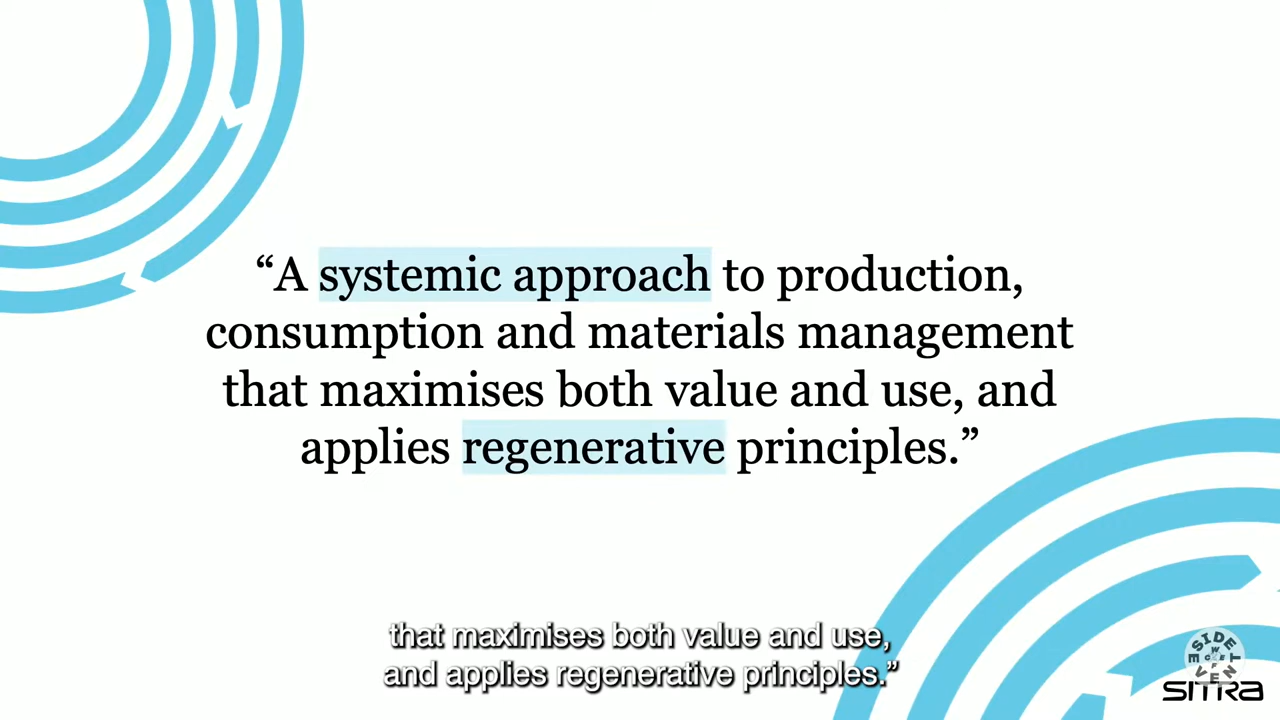 “A systemic approach to production,
consumption and materials management
that maximises both value and use, and
applies regenerative principles.”
that maximises both value and use,
and applies regenerative principles.”
SIDE EVENT
WCEF
SITRA